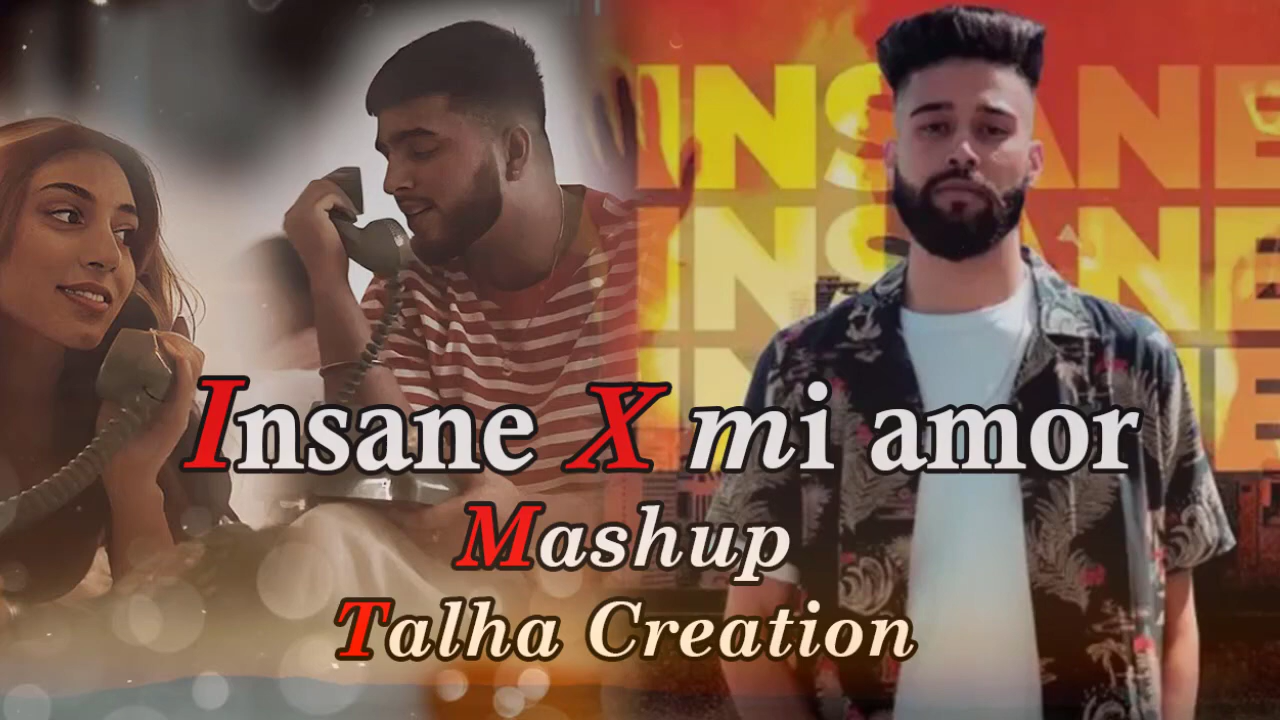 INSANE
INSANE
INSANE
Insane X mi amor
Mashup
Talha Creation